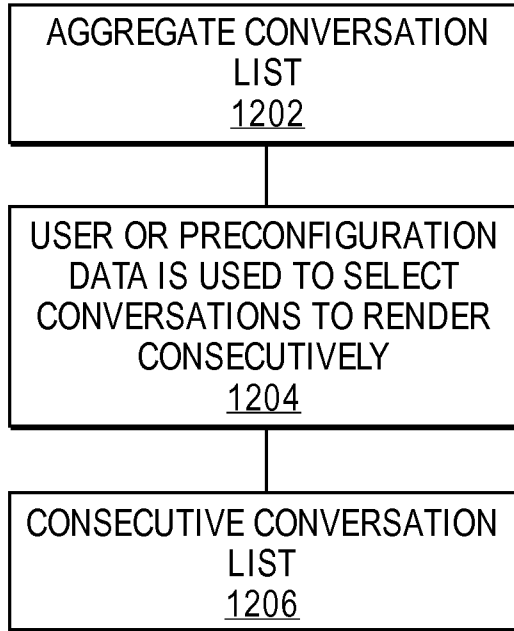 AGGREGATE CONVERSATION
LIST
1202
USER OR PRECONFIGURATION
DATA IS USED TO SELECT
CONVERSATIONS TO RENDER
CONSECUTIVELY
1204
CONSECUTIVE CONVERSATION
LIST
1206